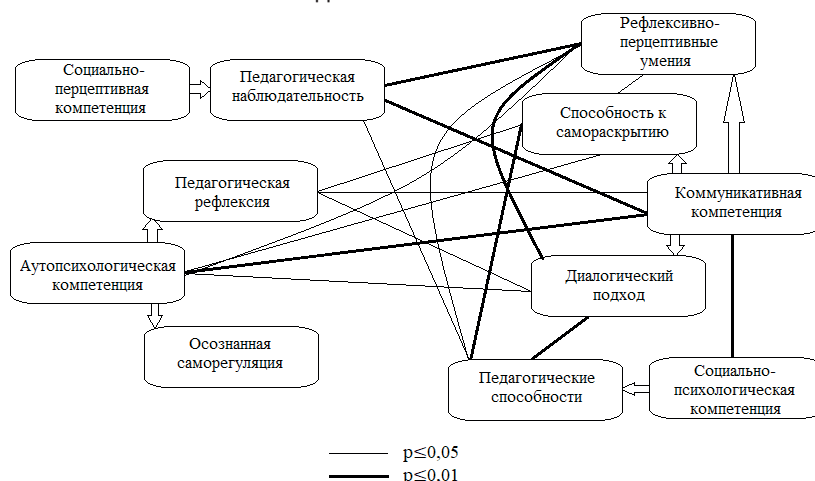 Рефлексивно-
перцептивные
умения
Социально-
перцептивная
компетенция
Педагогическая
наблюдательность
Способность к
самораскрытию
Педагогическая
рефлексия
Коммуникативная
компетенция
Аутопсихологическая
компетенция
Диалогический
подход
Осознанная
саморегуляция
Педагогические
способности
Социально-
психологическая
компетенция
p≤0,05
p≤0,01